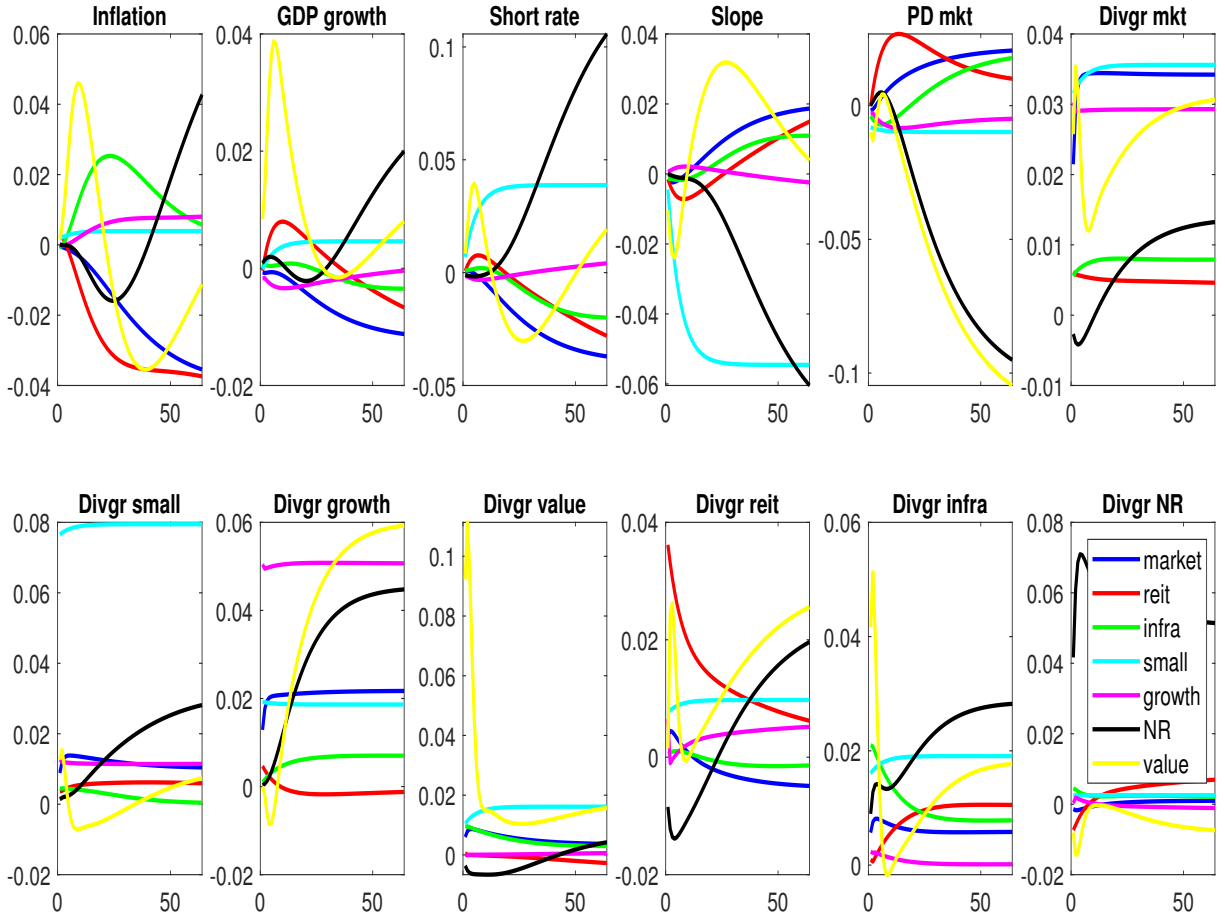 Inflation GDP growth Short rate Slope PD mkt Divgr mkt
0.06 0.04 0.1 0.04 0 0.04
0.04 0.02 0.05 0.02 -0.05 0.03
0.02 0 0 0 -0.1 0.02
0 -0.02 -0.05 -0.02 0.01
-0.02 -0.04 0
-0.04 -0.06 -0.01
0 50 0 50 0 50 0 50 0 50 0 50
Divgr small Divgr growth Divgr value Divgr reit Divgr infra Divgr NR
0.08 0.06 0.1 0.04 0.06 0.08
0.06 0.04 0.08 0.02 0.04 0.06
0.04 0.02 0.06 0 0.02 0.04
0.02 0 0.04 -0.02 0 0.02
0 -0.02 0.02 0
-0.02 0 -0.02
market
reit
infra
small
growth
NR
value
0 50 0 50 0 50 0 50 0 50 0 50